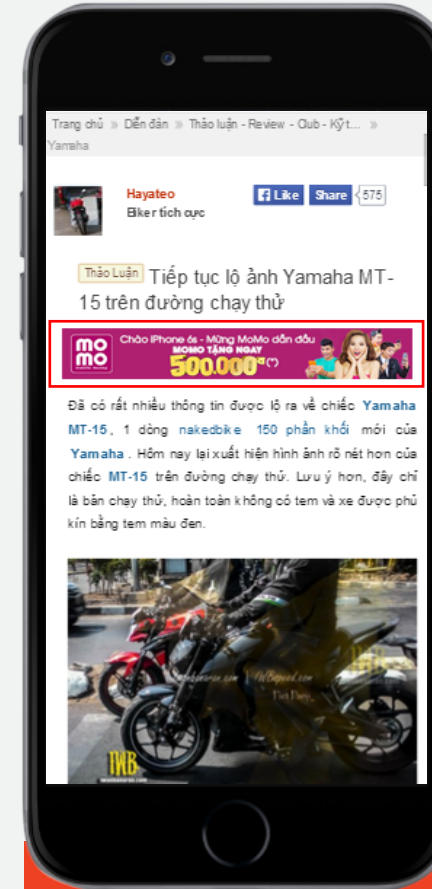 Trang chủ » Diễn đàn » Thảo luận - Review - Club - Kỹ t... »
Yamaha
Hayateo
Biker tích cực
Like Share 575
Thảo Luận Tiếp tục lộ ảnh Yamaha MT-
15 trên đường chạy thử
mo
mo
Chào iPhone 6s - Mừng MoMo dẫn đầu
MOMO TẶNG NGAY
500.000đ(*)
Đã có rất nhiều thông tin được lộ ra về chiếc Yamaha
MT-15, 1 dòng nakedbike 150 phân khối mới của
Yamaha . Hôm nay lại xuất hiện hình ảnh rõ nét hơn của
chiếc MT-15 trên đường chạy thử. Lưu ý hơn, đây chỉ
là bản chạy thử, hoàn toàn không có tem và xe được phủ
kín bằng tem màu đen.
IWB